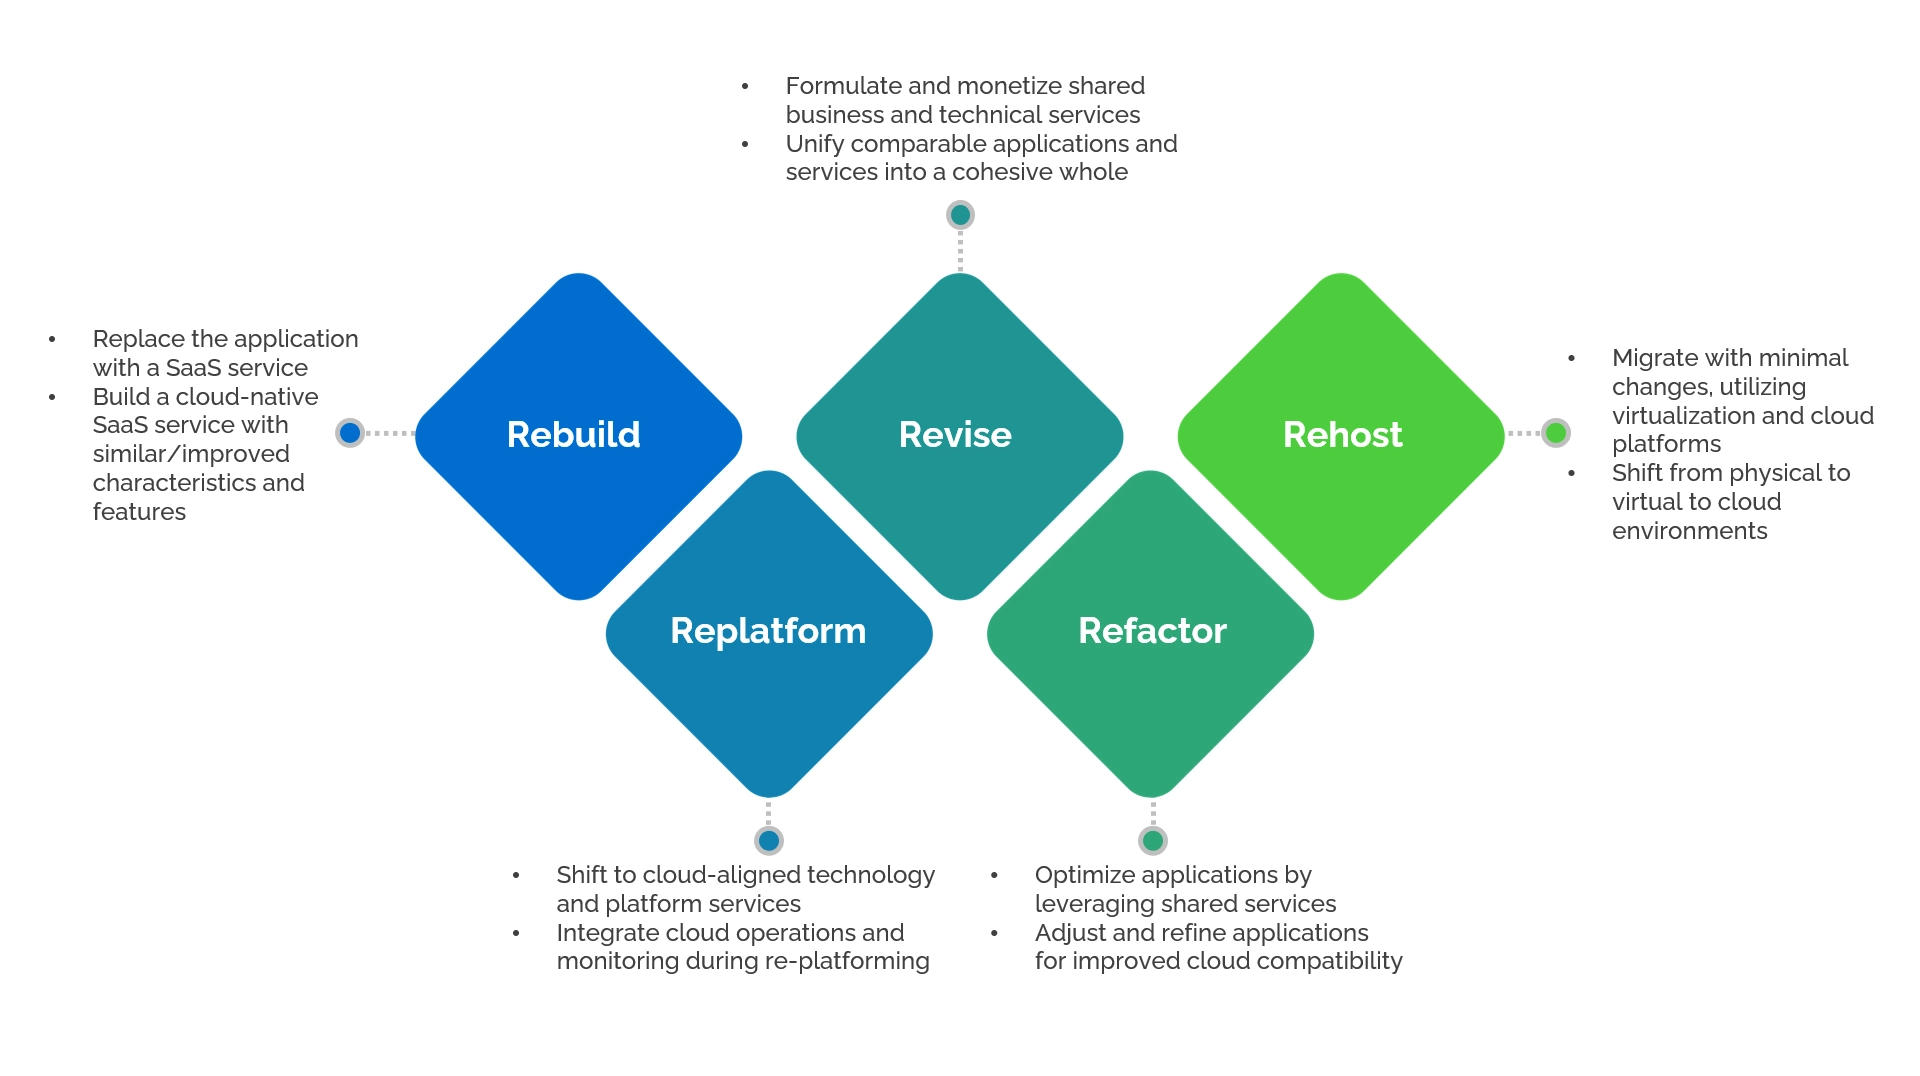 • Formulate and monetize shared
business and technical services
• Unify comparable applications and
services into a cohesive whole
• Replace the application
with a SaaS service
• Build a cloud-native
SaaS service with
similar/improved
characteristics and
features
Rebuild
Revise
Rehost
• Migrate with minimal
changes, utilizing
virtualization and cloud
platforms
• Shift from physical to
virtual to cloud
environments
Replatform
Refactor
• Shift to cloud-aligned technology
and platform services
• Integrate cloud operations and
monitoring during re-platforming
• Optimize applications by
leveraging shared services
• Adjust and refine applications
for improved cloud compatibility